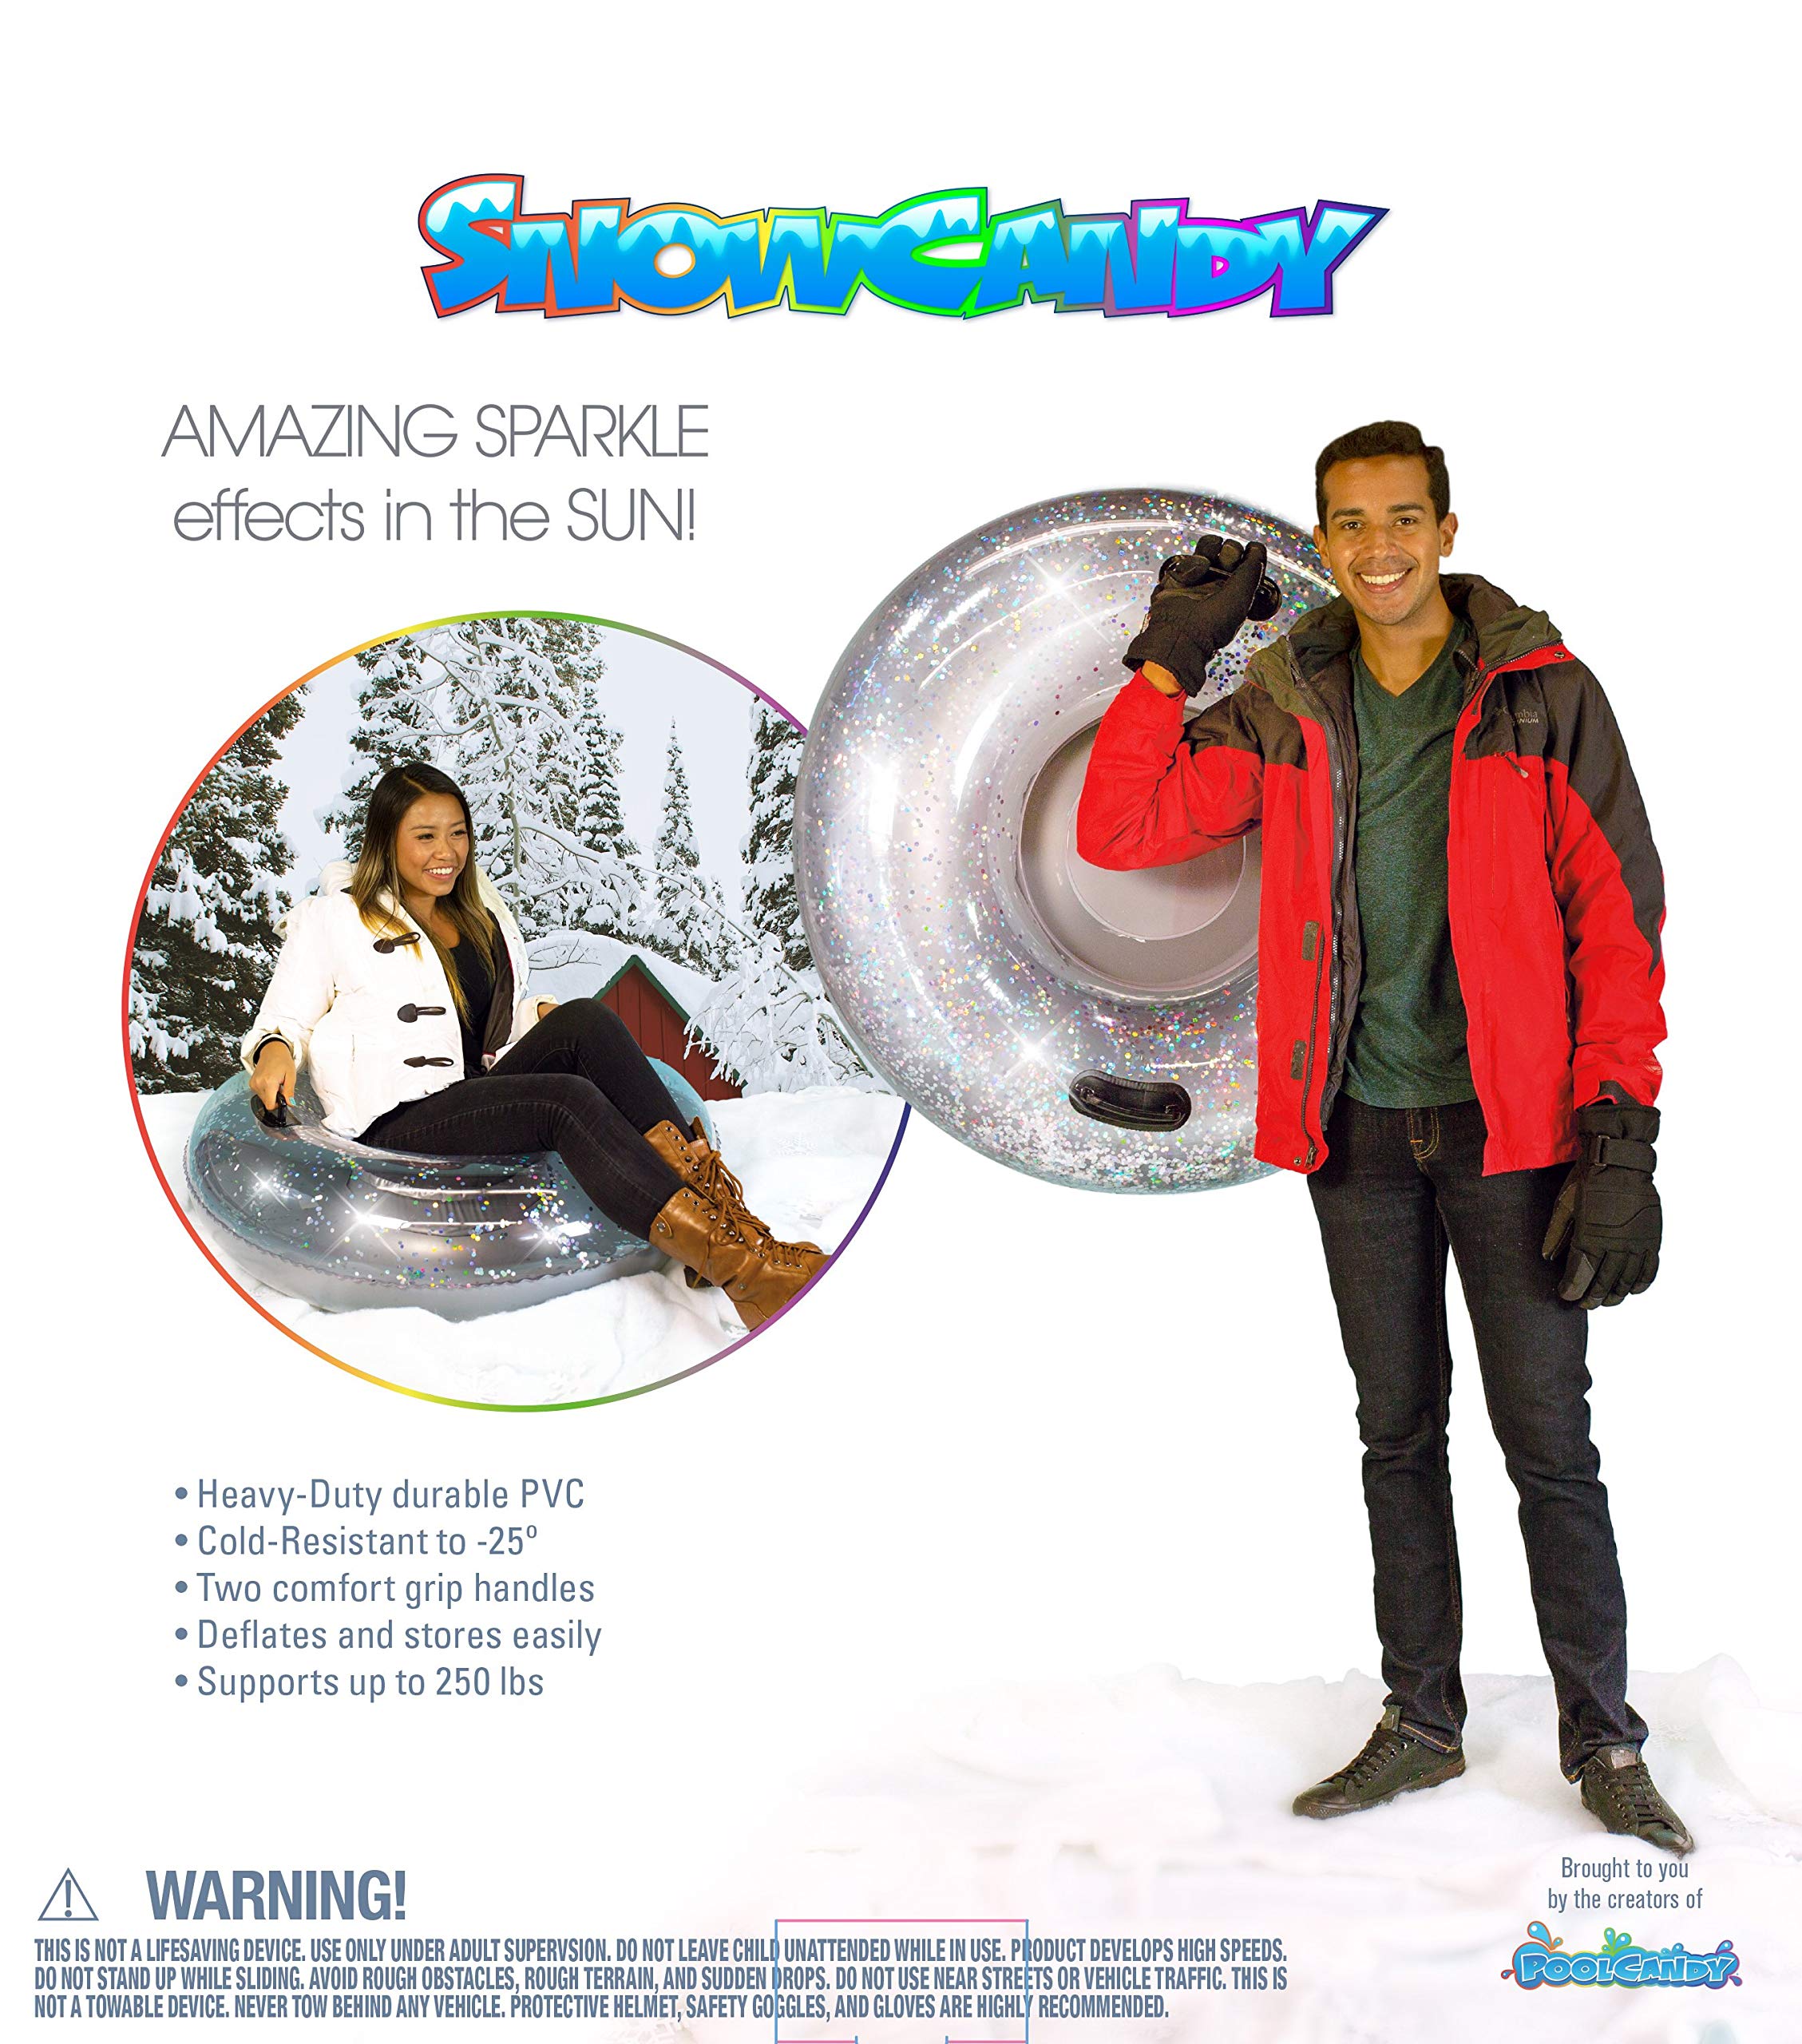 SNOWCANDY
AMAZING SPARKLE
effects in the SUN!
• Heavy-Duty durable PVC
• Cold-Resistant to -25º
• Two comfort grip handles
• Deflates and stores easily
• Supports up to 250 lbs
WARNING!
THIS IS NOT A LIFESAVING DEVICE. USE ONLY UNDER ADULT SUPERVSION. DO NOT LEAVE CHILD UNATTENDED WHILE IN USE. PRODUCT DEVELOPS HIGH SPEEDS.
DO NOT STAND UP WHILE SLIDING. AVOID ROUGH OBSTACLES, ROUGH TERRAIN, AND SUDDEN DROPS. DO NOT USE NEAR STREETS OR VEHICLE TRAFFIC. THIS IS
NOT A TOWABLE DEVICE. NEVER TOW BEHIND ANY VEHICLE. PROTECTIVE HELMET, SAFETY GOGGLES, AND GLOVES ARE HIGHLY RECOMMENDED.
Brought to you
by the creators of
POOLCANDY